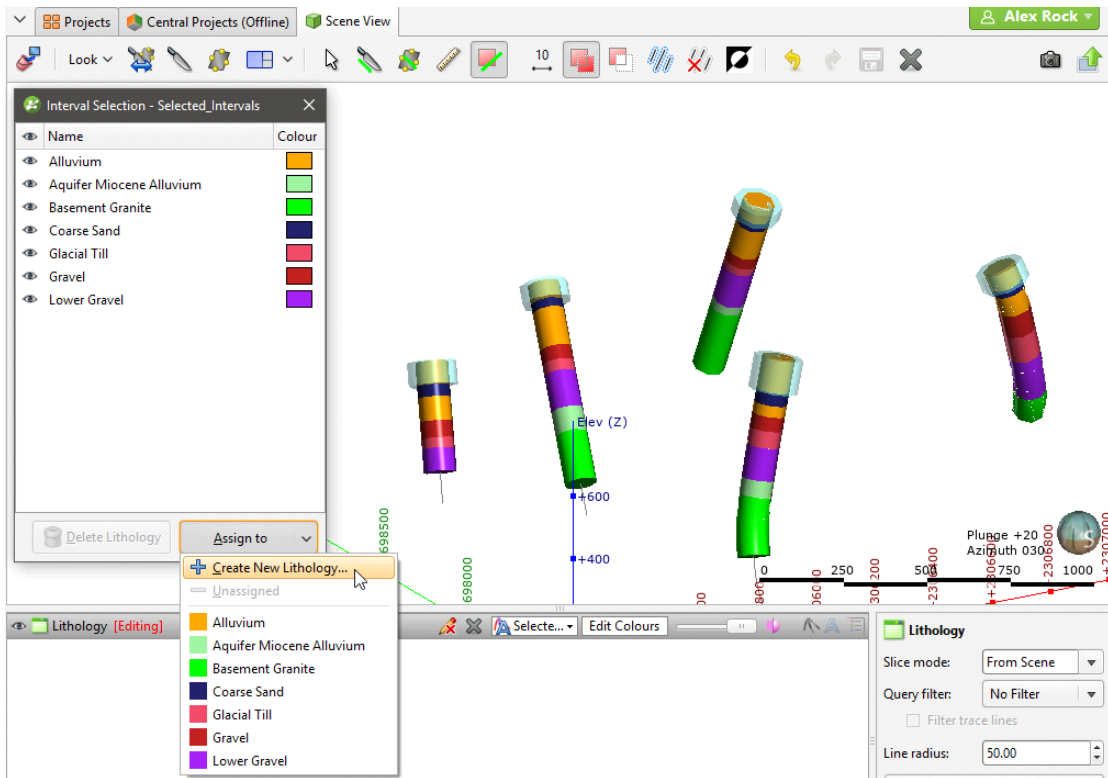 Projects
Central Projects (Offline)
Scene View
Alex Rock
Look
10
Interval Selection - Selected_Intervals
Name
Colour
Alluvium
Aquifer Miocene Alluvium
Basement Granite
Coarse Sand
Glacial Till
Gravel
Lower Gravel
Delete Lithology
Assign to
Create New Lithology...
Unassigned
Alluvium
Aquifer Miocene Alluvium
Basement Granite
Coarse Sand
Glacial Till
Gravel
Lower Gravel
Elev (Z)
+600
+400
698500
698000
Plunge +20
Azimuth 030
0 250 500 750 1000
+2306600
-2306800
+2307000
Lithology [Editing]
Selecte...
Edit Colours
Lithology
Slice mode:
From Scene
Query filter:
No Filter
Filter trace lines
Line radius:
50.00